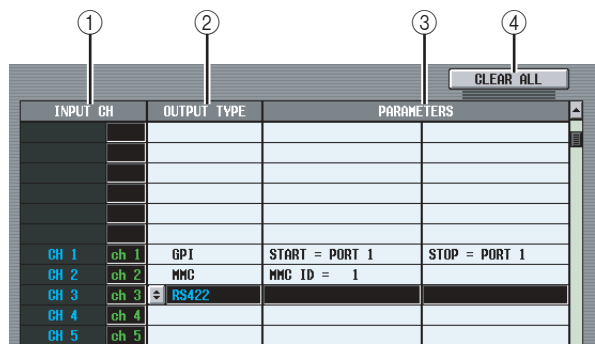 ① ② ③ ④
CLEAR ALL
INPUT CH OUTPUT TYPE PARAMETERS
CH 1 ch 1 GPI START = PORT 1 STOP = PORT 1
CH 2 ch 2 MMC MMC ID = 1
CH 3 ch 3 RS422
CH 4 ch 4
CH 5 ch 5